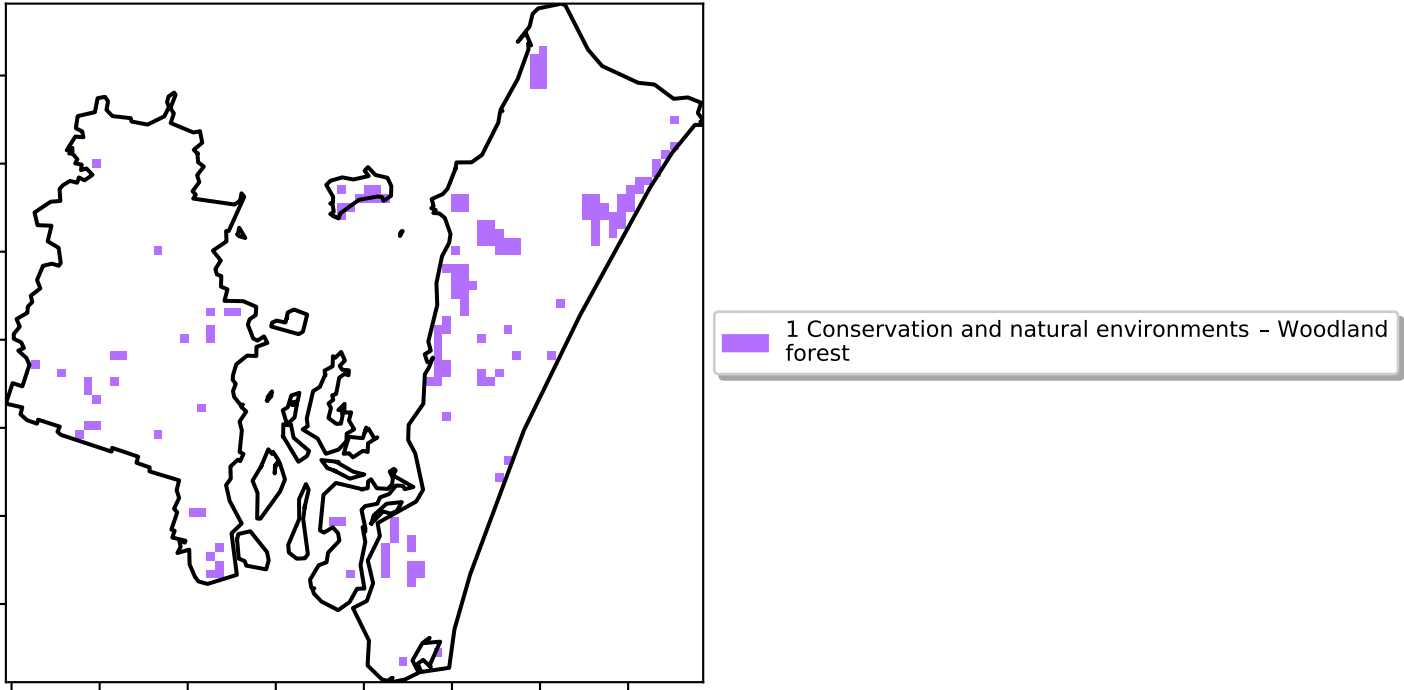 1 Conservation and natural environments – Woodland
forest